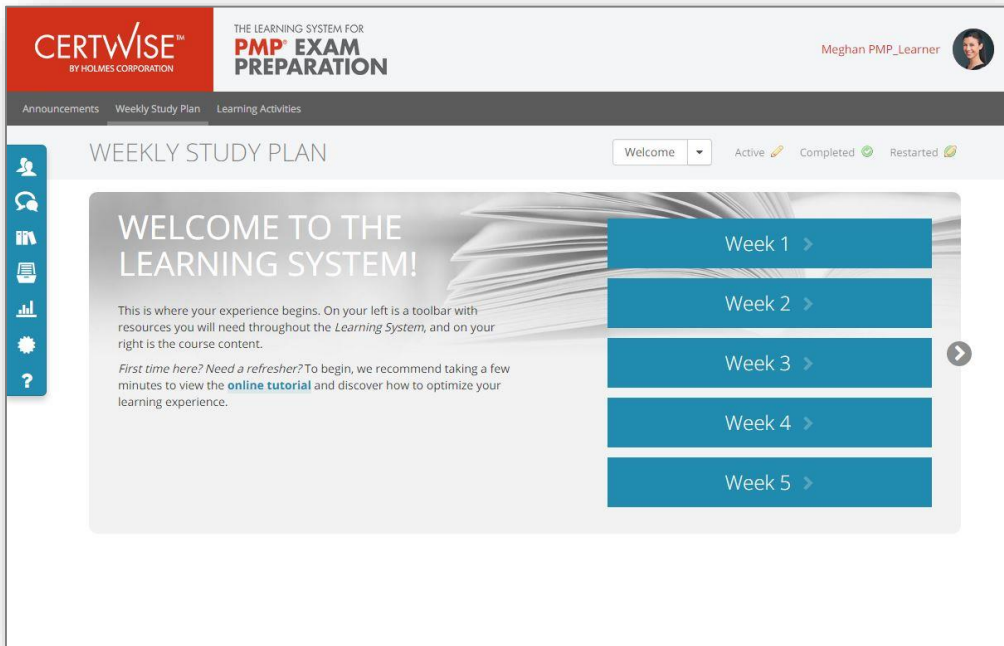 CERTWISE™
BY HOLMES CORPORATION
THE LEARNING SYSTEM FOR
PMP® EXAM
PREPARATION
Meghan PMP_Learner
Announcements Weekly Study Plan Learning Activities
WEEKLY STUDY PLAN
Welcome
Active Completed Restarted
WELCOME TO THE
LEARNING SYSTEM!
This is where your experience begins. On your left is a toolbar with
resources you will need throughout the Learning System, and on your
right is the course content.
First time here? Need a refresher? To begin, we recommend taking a few
minutes to view the online tutorial and discover how to optimize your
learning experience.
Week 1
Week 2
Week 3
Week 4
Week 5
?